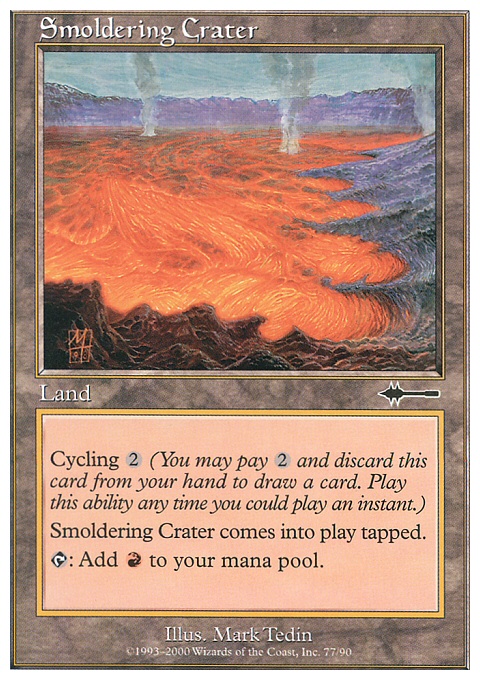 Smoldering Crater
Land
Cycling 2 (You may pay 2 and discard this
card from your hand to draw a card. Play
this ability any time you could play an instant.)
Smoldering Crater comes into play tapped.
: Add to your mana pool.
Illus. Mark Tedin
©1993-2000 Wizards of the Coast, Inc. 77/90